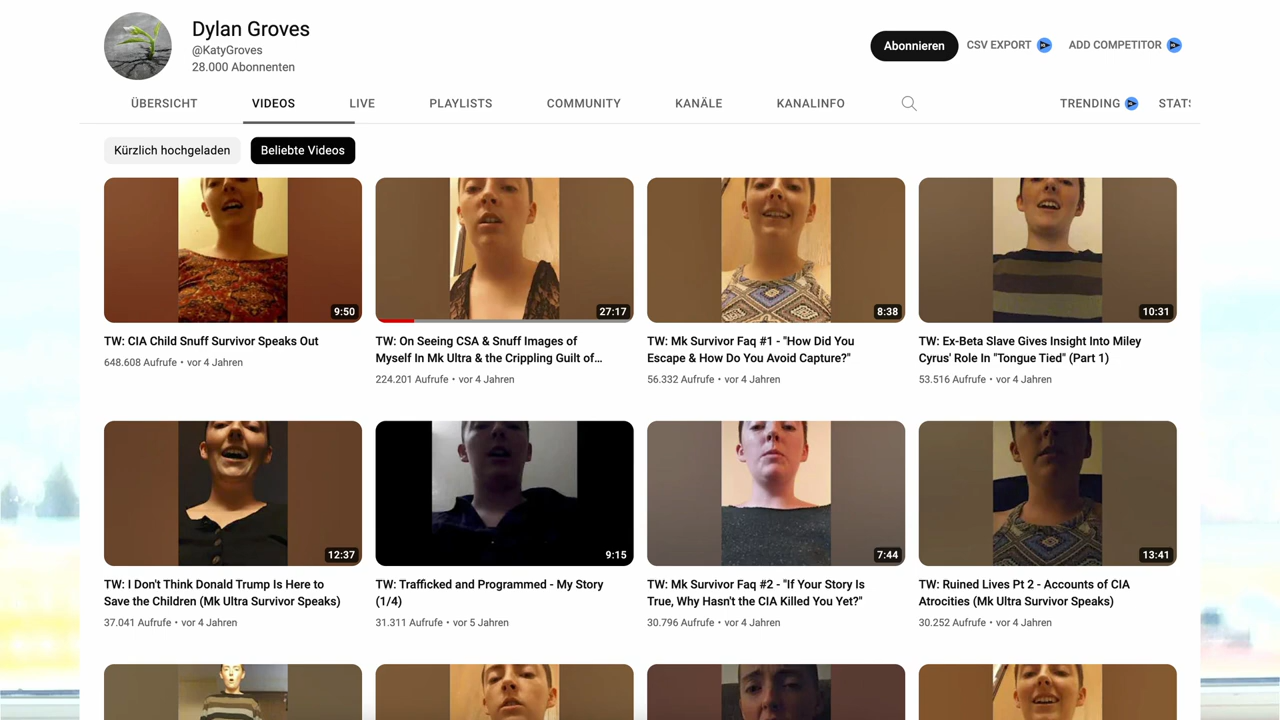 Dylan Groves
@KatyGroves
28.000 Abonnenten
Abonnieren
CSV EXPORT
ADD COMPETITOR
ÜBERSICHT
VIDEOS
LIVE
PLAYLISTS
COMMUNITY
KANÄLE
KANALINFO
TRENDING
STATS
Kürzlich hochgeladen
Beliebte Videos
9:50
27:17
8:38
10:31
TW: CIA Child Snuff Survivor Speaks Out
648.608 Aufrufe • vor 4 Jahren
TW: On Seeing CSA & Snuff Images of
Myself In Mk Ultra & the Crippling Guilt of...
224.201 Aufrufe • vor 4 Jahren
TW: Mk Survivor Faq #1 - "How Did You
Escape & How Do You Avoid Capture?"
56.332 Aufrufe • vor 4 Jahren
TW: Ex-Beta Slave Gives Insight Into Miley
Cyrus' Role In "Tongue Tied" (Part 1)
53.516 Aufrufe • vor 4 Jahren
12:37
9:15
7:44
13:41
TW: I Don't Think Donald Trump Is Here to
Save the Children (Mk Ultra Survivor Speaks)
37.041 Aufrufe • vor 4 Jahren
TW: Trafficked and Programmed - My Story
(1/4)
31.311 Aufrufe • vor 5 Jahren
TW: Mk Survivor Faq #2 - "If Your Story Is
True, Why Hasn't the CIA Killed You Yet?"
30.796 Aufrufe • vor 4 Jahren
TW: Ruined Lives Pt 2 - Accounts of CIA
Atrocities (Mk Ultra Survivor Speaks)
30.252 Aufrufe • vor 4 Jahren